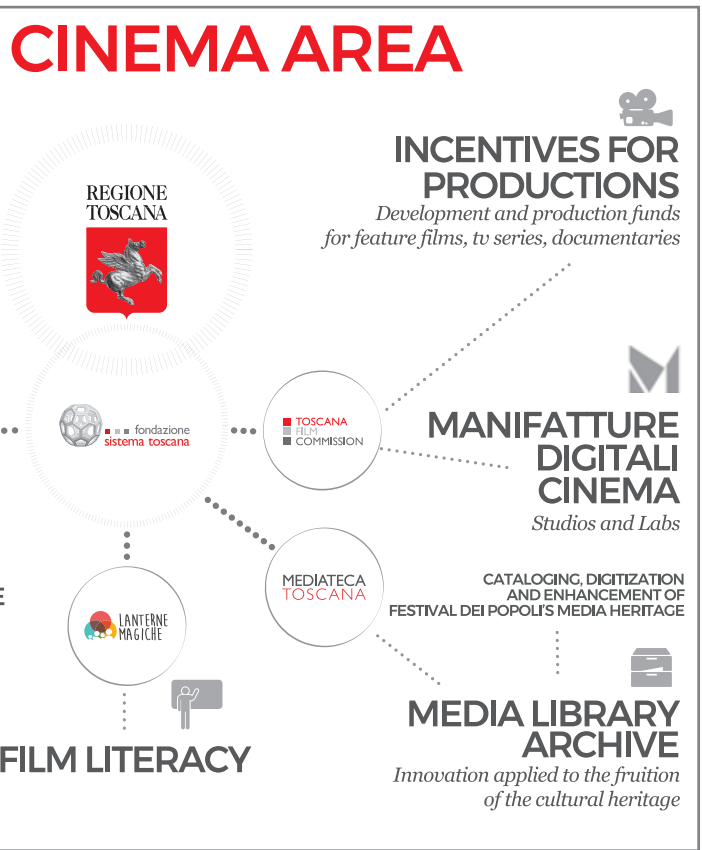 CINEMA AREA
REGIONE
TOSCANA
INCENTIVES FOR
PRODUCTIONS
Development and production funds
for feature films, tv series, documentaries
fondazione
sistema toscana
TOSCANA
FILM
COMMISSION
MANIFATTURE
DIGITALI
CINEMA
Studios and Labs
MEDIATECA
TOSCANA
CATALOGING, DIGITIZATION
AND ENHANCEMENT OF
FESTIVAL DEI POPOLI'S MEDIA HERITAGE
E
LANTERNE
MAGICHE
MEDIA LIBRARY
ARCHIVE
Innovation applied to the fruition
of the cultural heritage
FILM LITERACY